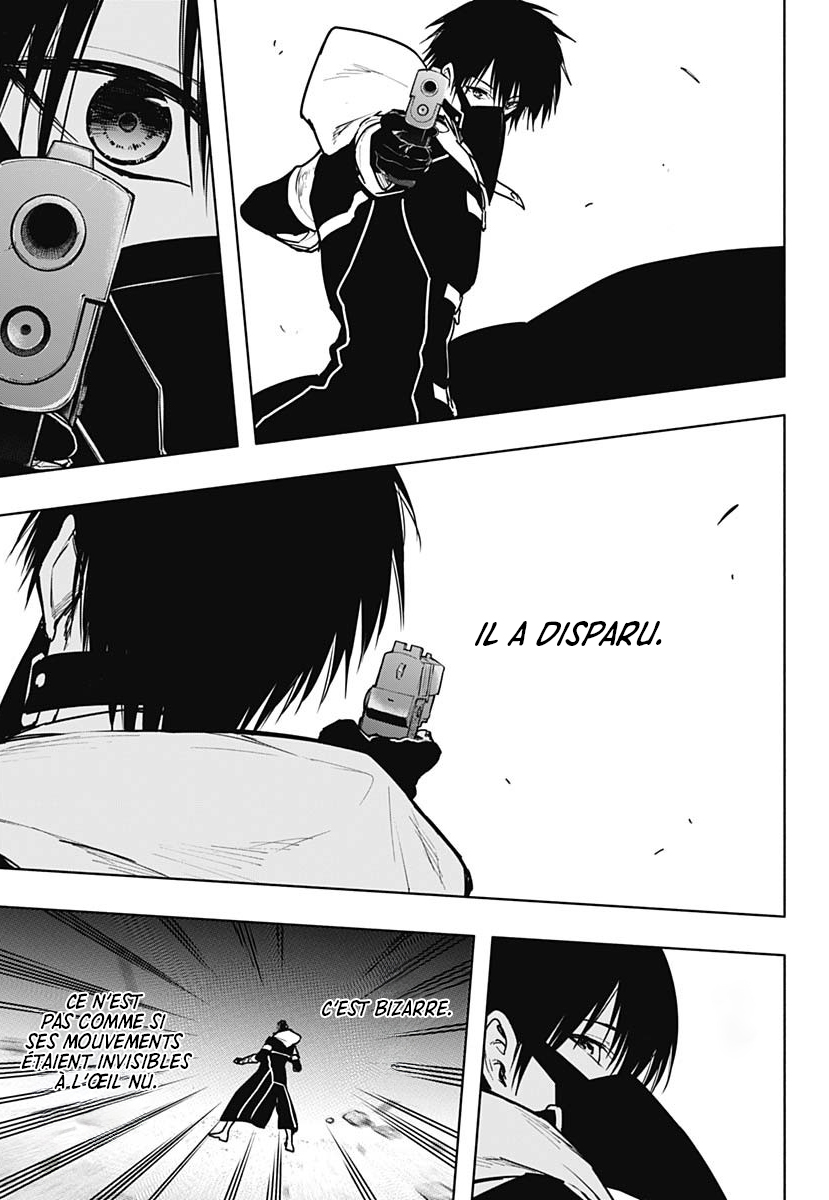 IL A DISPARU.
C'EST BIZARRE.
CE N'EST
PAS COMME SI
SES MOUVEMENTS
ÉTAIENT INVISIBLES
À L'ŒIL NU.